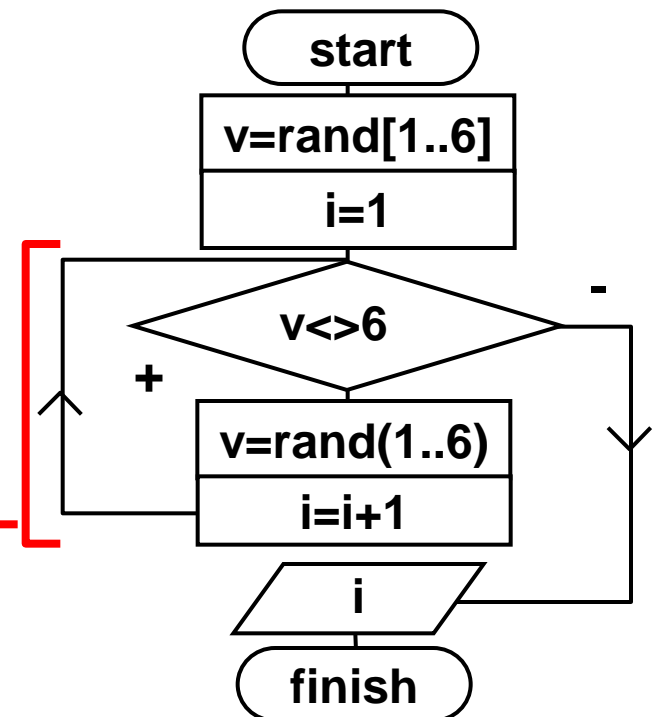 start
v=rand[1..6]
i=1
-
v<>6
+
v=rand(1..6)
i=i+1
i
finish